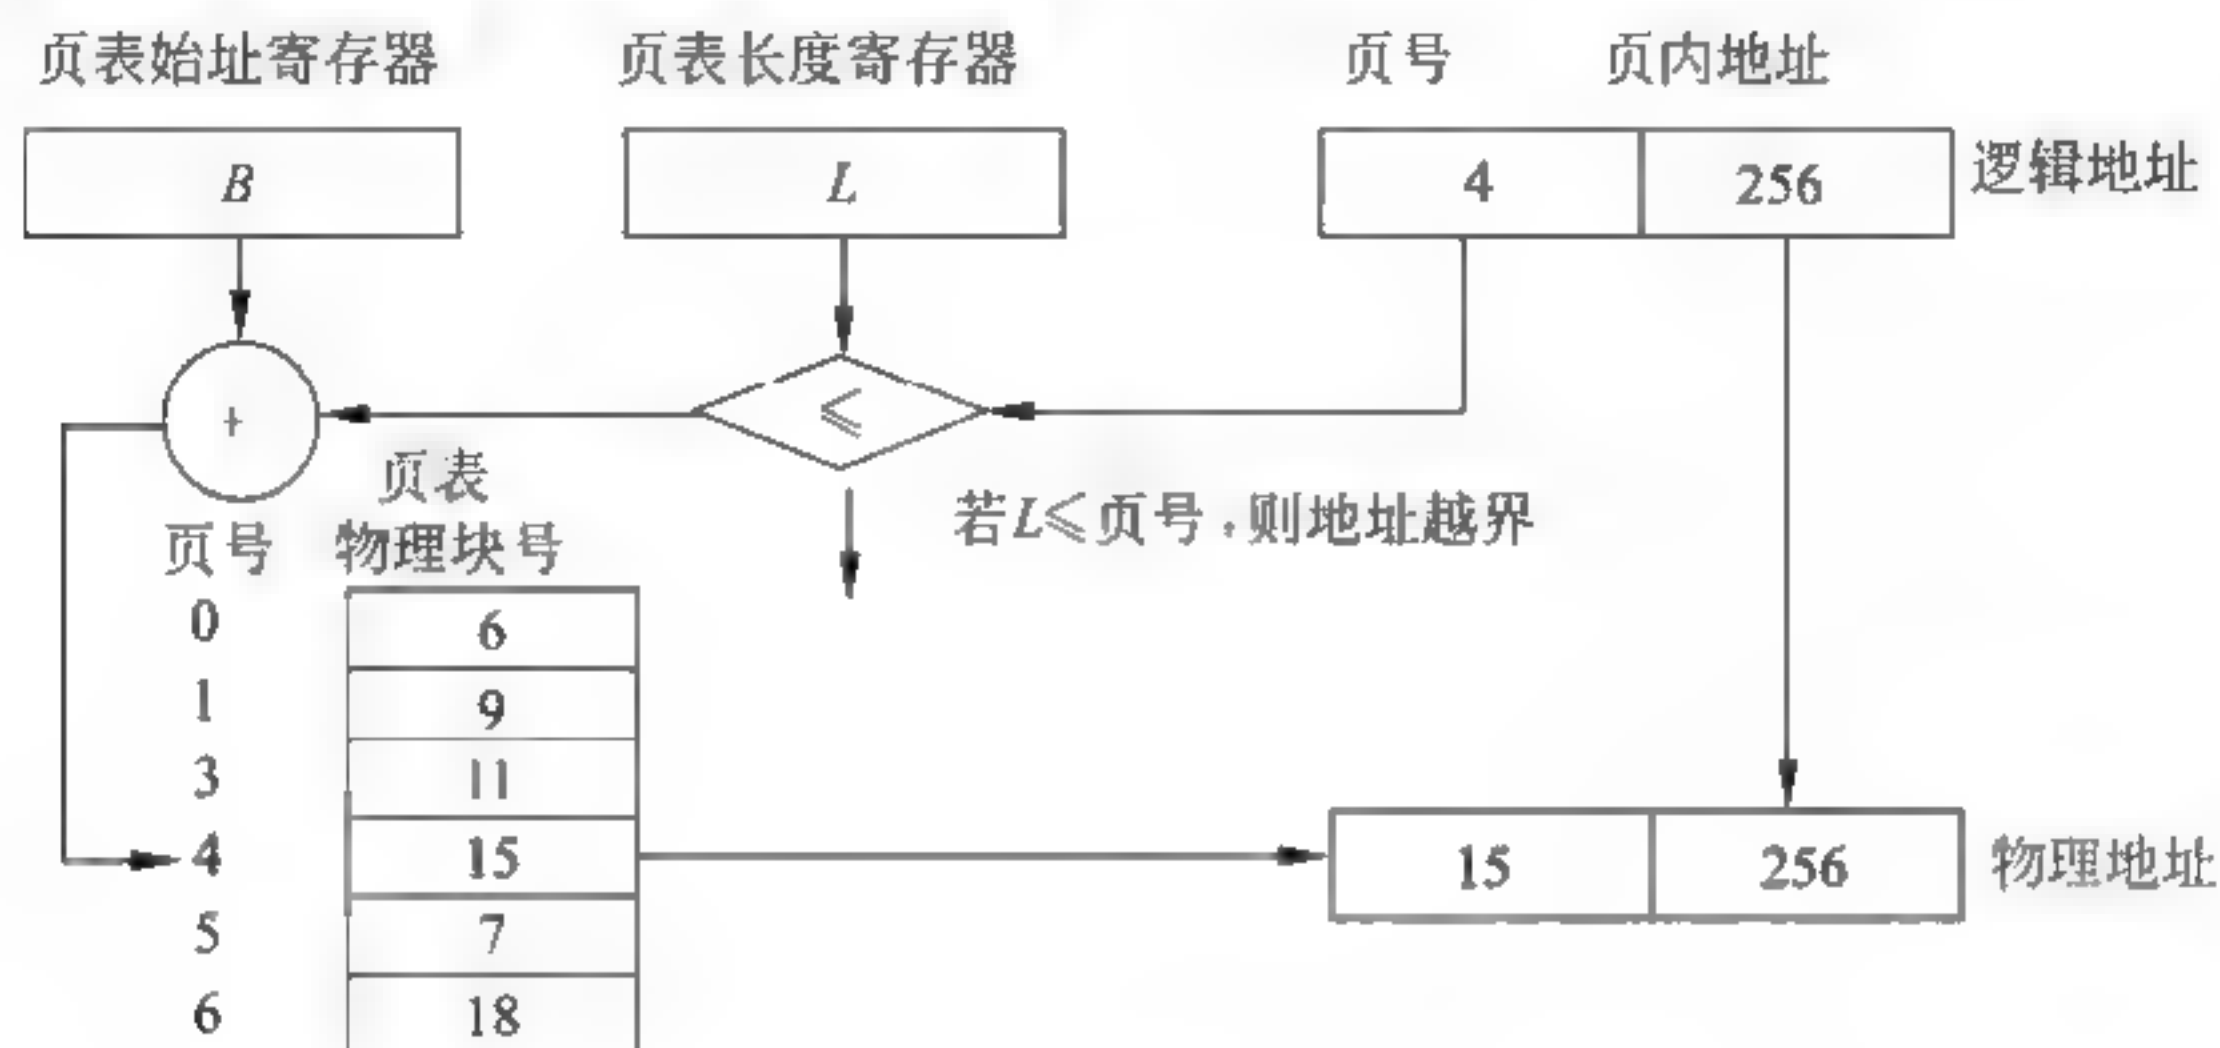 页表始址寄存器 页表长度寄存器 页号 页内地址
B L 4 256 逻辑地址
+ ≤
页表
若L≤页号,则地址越界
页号 物理块号
0 6
1 9
3 11
4 15 15 256 物理地址
5 7
6 18